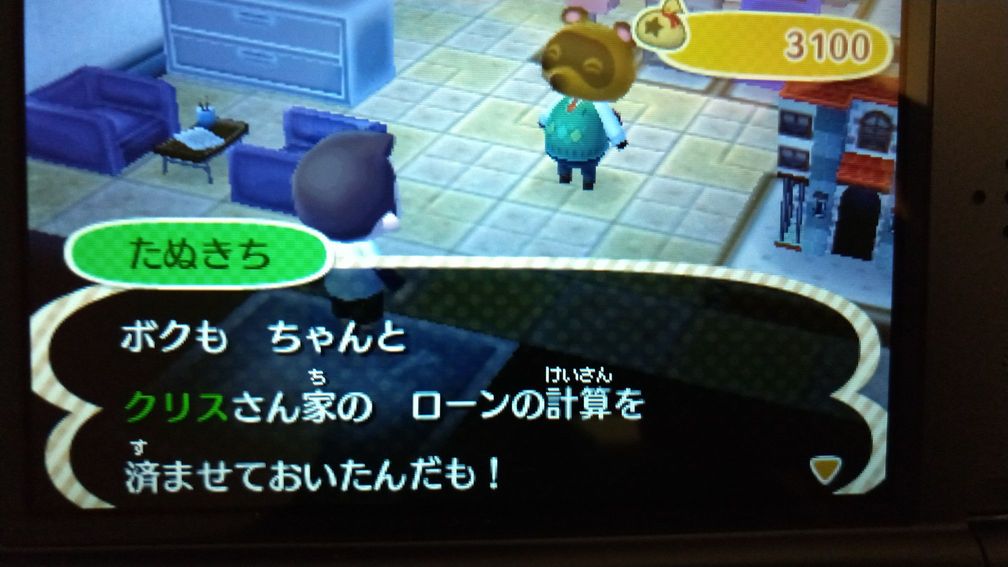 3100
たぬきち
ボクも ちゃんと
クリスさん家の ローンの計算を
済ませておいたんだも!